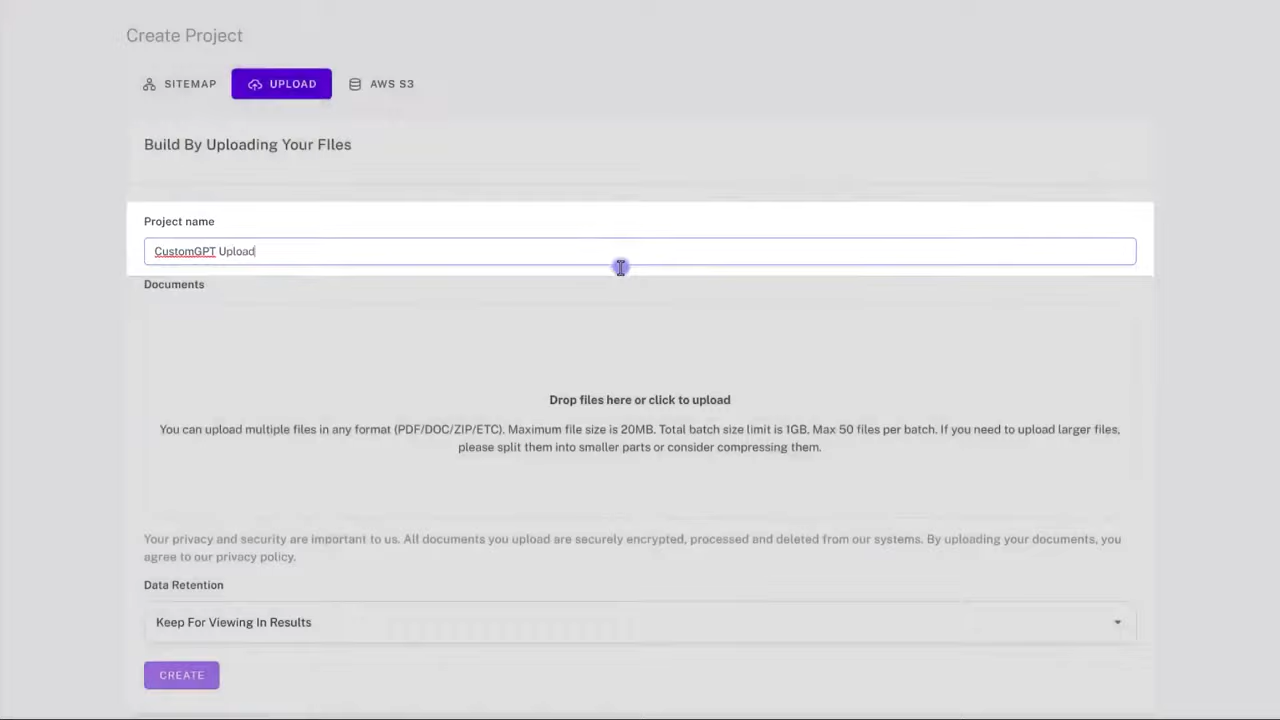 Create Project
SITEMAP
UPLOAD
AWS S3
Build By Uploading Your FIles
Project name
CustomGPT Upload
Documents
Drop files here or click to upload
You can upload multiple files in any format (PDF/DOC/ZIP/ETC). Maximum file size is 20MB. Total batch size limit is 1GB. Max 50 files per batch. If you need to upload larger files,
please split them into smaller parts or consider compressing them.
Your privacy and security are important to us. All documents you upload are securely encrypted, processed and deleted from our systems. By uploading your documents, you
agree to our privacy policy.
Data Retention
Keep For Viewing In Results
CREATE